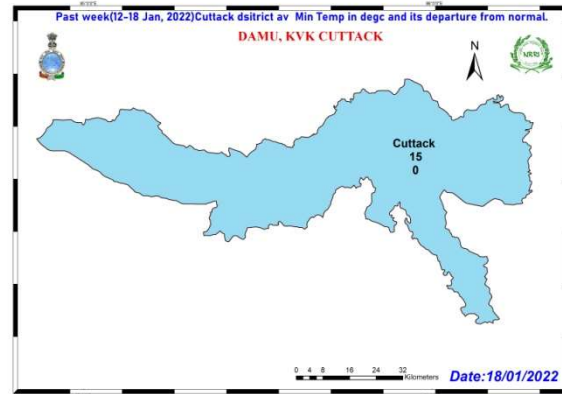 Past week(12-18 Jan, 2022)Cuttack dsitrict av Min Temp in degc and its departure from normal.
DAMU, KVK CUTTACK
N
NRRI
Cuttack
15
0
0 4 8 16 24 32
Kilometers
Date:18/01/2022